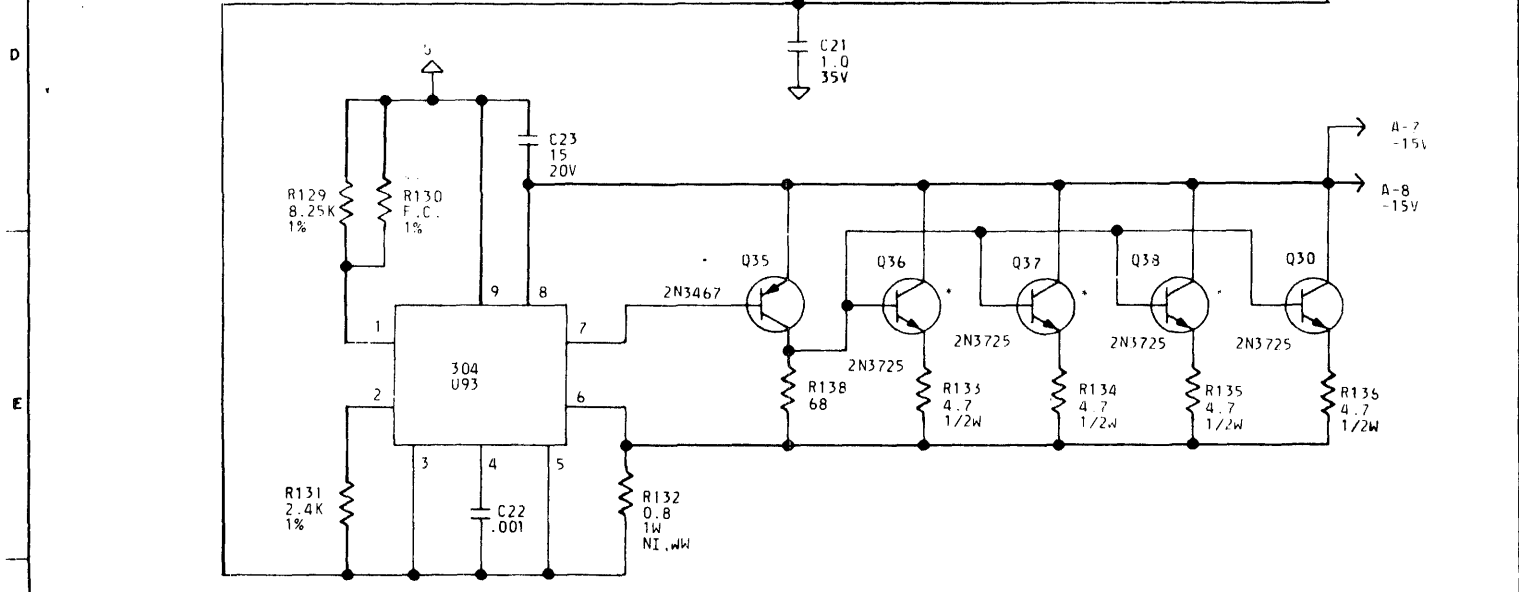 D
C21
1.0
35V
C23
15
20V
A-7
-15V
A-8
-15V
R129
8.25K
1%
R130
F.C.
1%
Q35
2N3467
Q36
*
2N3725
Q37
*
2N3725
Q38
2N3725
Q30
2N3725
9
8
1
7
304
U93
2
6
3
4
5
E
R138
68
R133
4.7
1/2W
R134
4.7
1/2W
R135
4.7
1/2W
R136
4.7
1/2W
R131
2.4K
1%
C22
.001
R132
0.8
1W
NI,WW